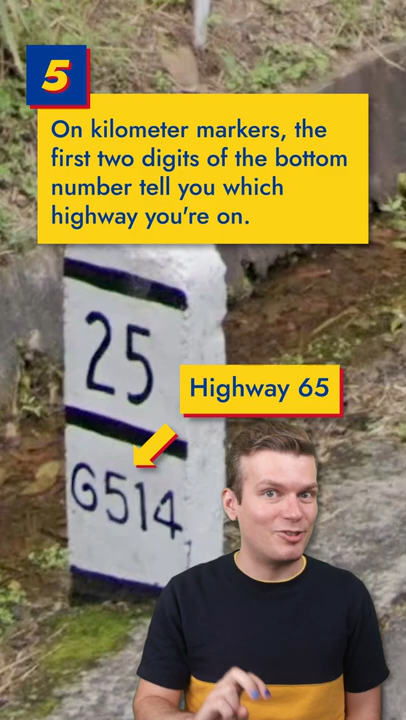 5
On kilometer markers, the
first two digits of the bottom
number tell you which
highway you're on.
25
Highway 65
6514